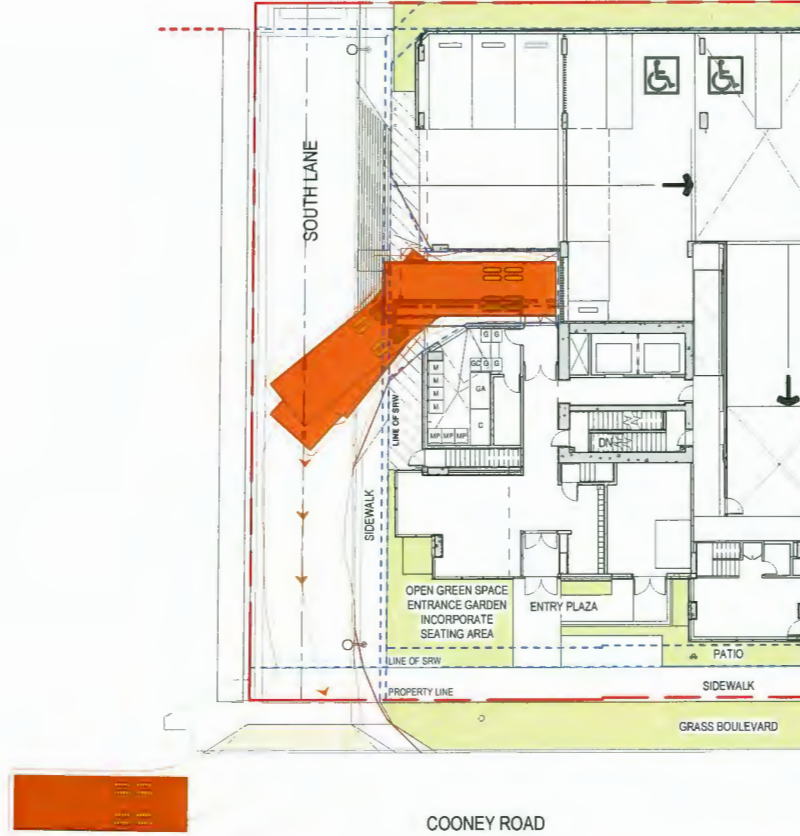 SOUTH LANE
G G
GC G G
M
M
M
M
GA
C
MP MP MP
LINE OF SRW
DN
SIDEWALK
OPEN GREEN SPACE
ENTRANCE GARDEN
INCORPORATE
SEATING AREA
ENTRY PLAZA
LINE OF SRW
PATIO
PROPERTY LINE
SIDEWALK
GRASS BOULEVARD
COONEY ROAD